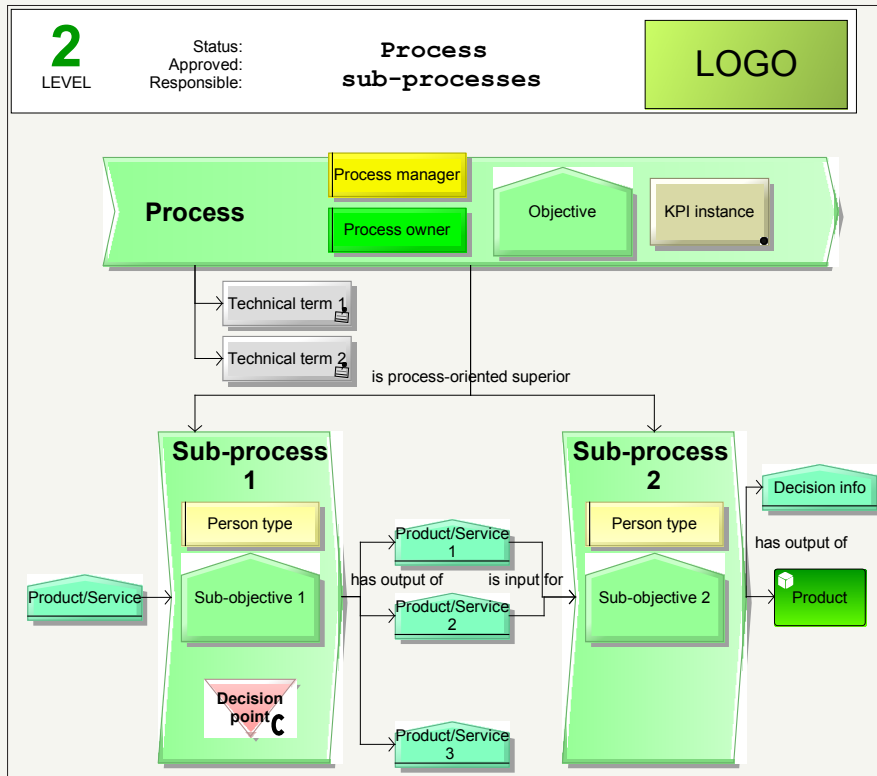 2
LEVEL
Status:
Approved:
Responsible:
Process
sub-processes
LOGO
Process
Process manager
Process owner
Objective
KPI instance
Technical term 1
Technical term 2
is process-oriented superior
Sub-process
1
Person type
Sub-objective 1
Decision
point
C
Product/Service
has output of
Product/Service
1
Product/Service
2
Product/Service
3
is input for
Sub-process
2
Person type
Sub-objective 2
Decision info
has output of
Product